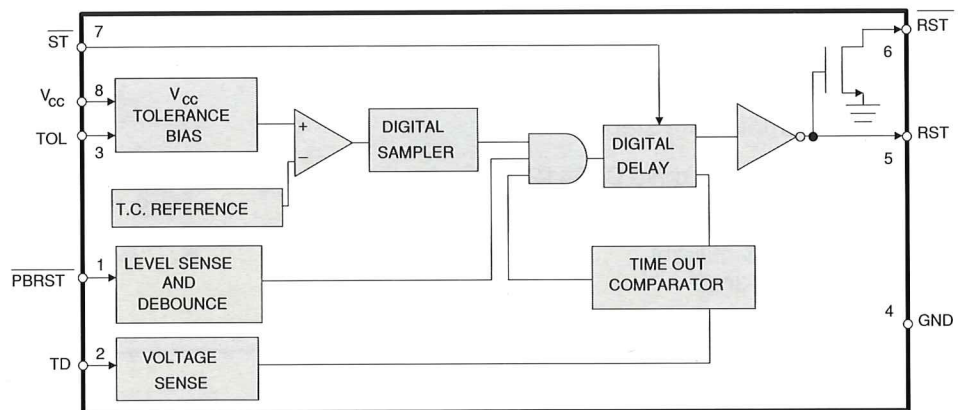 ST
7
RST
6
VCC
8
VCC
TOLERANCE
BIAS
TOL
3
+
−
DIGITAL
SAMPLER
DIGITAL
DELAY
RST
5
T.C. REFERENCE
PBRST
1
LEVEL SENSE
AND
DEBOUNCE
TIME OUT
COMPARATOR
4
GND
TD
2
VOLTAGE
SENSE